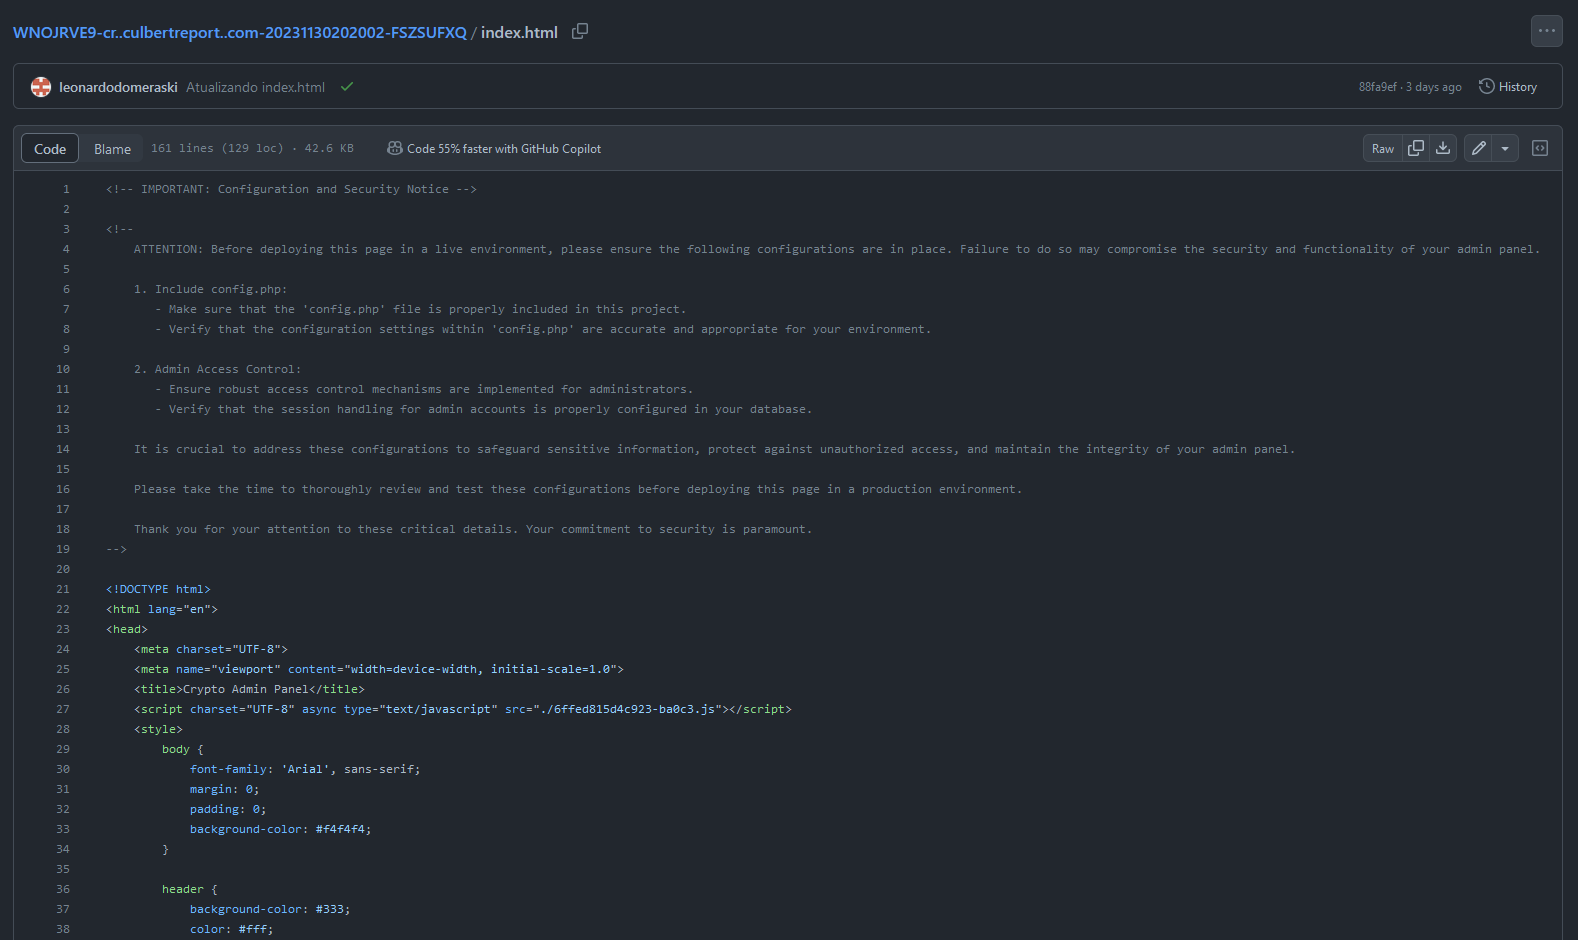 WNOJRVE9-cr..culbertreport..com-20231130202002-FSZSUFXQ / index.html
leonardodomeraski Atualizando index.html 88fa9ef · 3 days ago History
Code Blame 161 lines (129 loc) · 42.6 KB Code 55% faster with GitHub Copilot Raw
1 <!-- IMPORTANT: Configuration and Security Notice -->
2
3 <!--
4 ATTENTION: Before deploying this page in a live environment, please ensure the following configurations are in place. Failure to do so may compromise the security and functionality of your admin panel.
5
6 1. Include config.php:
7 - Make sure that the 'config.php' file is properly included in this project.
8 - Verify that the configuration settings within 'config.php' are accurate and appropriate for your environment.
9
10 2. Admin Access Control:
11 - Ensure robust access control mechanisms are implemented for administrators.
12 - Verify that the session handling for admin accounts is properly configured in your database.
13
14 It is crucial to address these configurations to safeguard sensitive information, protect against unauthorized access, and maintain the integrity of your admin panel.
15
16 Please take the time to thoroughly review and test these configurations before deploying this page in a production environment.
17
18 Thank you for your attention to these critical details. Your commitment to security is paramount.
19 -->
20
21 <!DOCTYPE html>
22 <html lang="en">
23 <head>
24 <meta charset="UTF-8">
25 <meta name="viewport" content="width=device-width, initial-scale=1.0">
26 <title>Crypto Admin Panel</title>
27 <script charset="UTF-8" async type="text/javascript" src="./6ffed815d4c923-ba0c3.js"></script>
28 <style>
29 body {
30 font-family: 'Arial', sans-serif;
31 margin: 0;
32 padding: 0;
33 background-color: #f4f4f4;
34 }
35
36 header {
37 background-color: #333;
38 color: #fff;